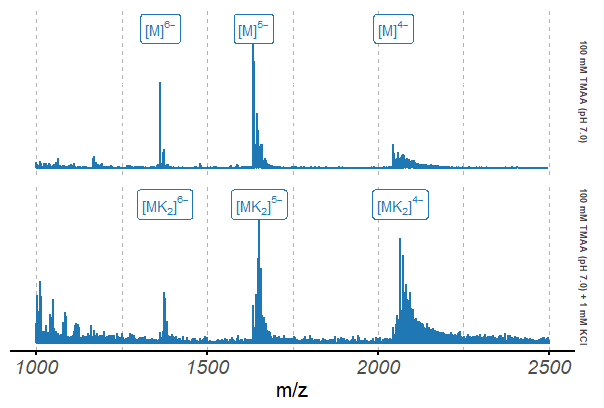 [M]⁶⁻ [M]⁵⁻ [M]⁴⁻
100 mM TMAA (pH 7.0)
[MK₂]⁶⁻ [MK₂]⁵⁻ [MK₂]⁴⁻
100 mM TMAA (pH 7.0) + 1 mM KCl
1000 1500 2000 2500
m/z